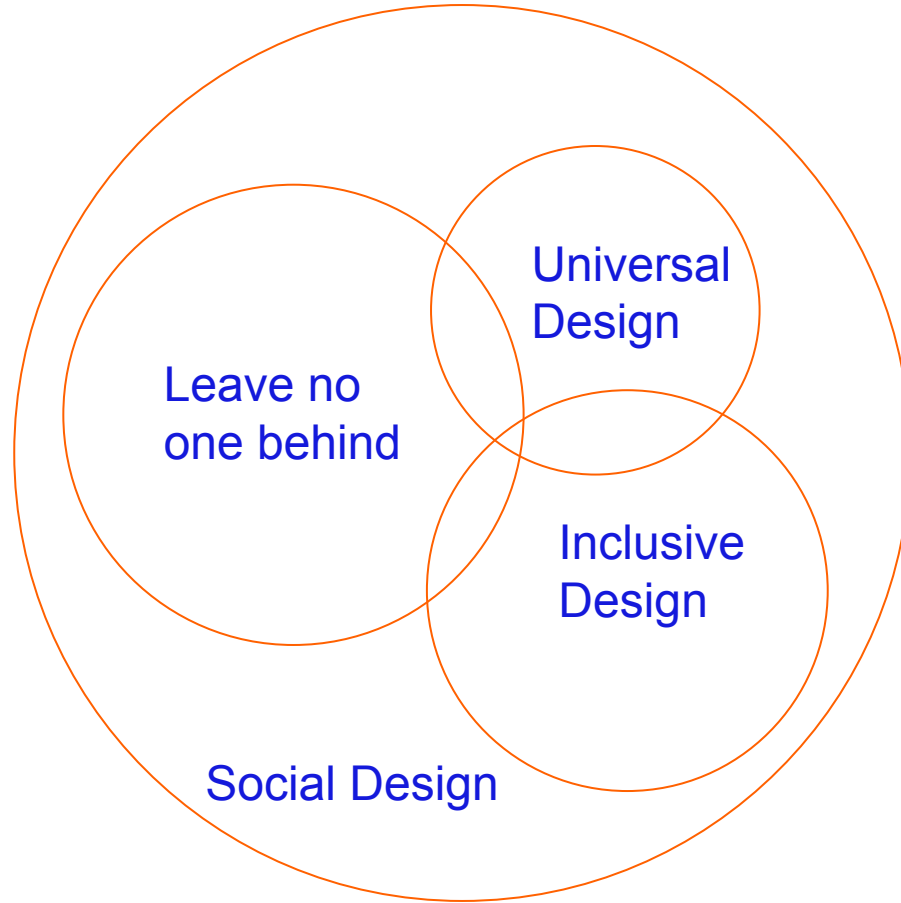 Universal
Design
Leave no
one behind
Inclusive
Design
Social Design